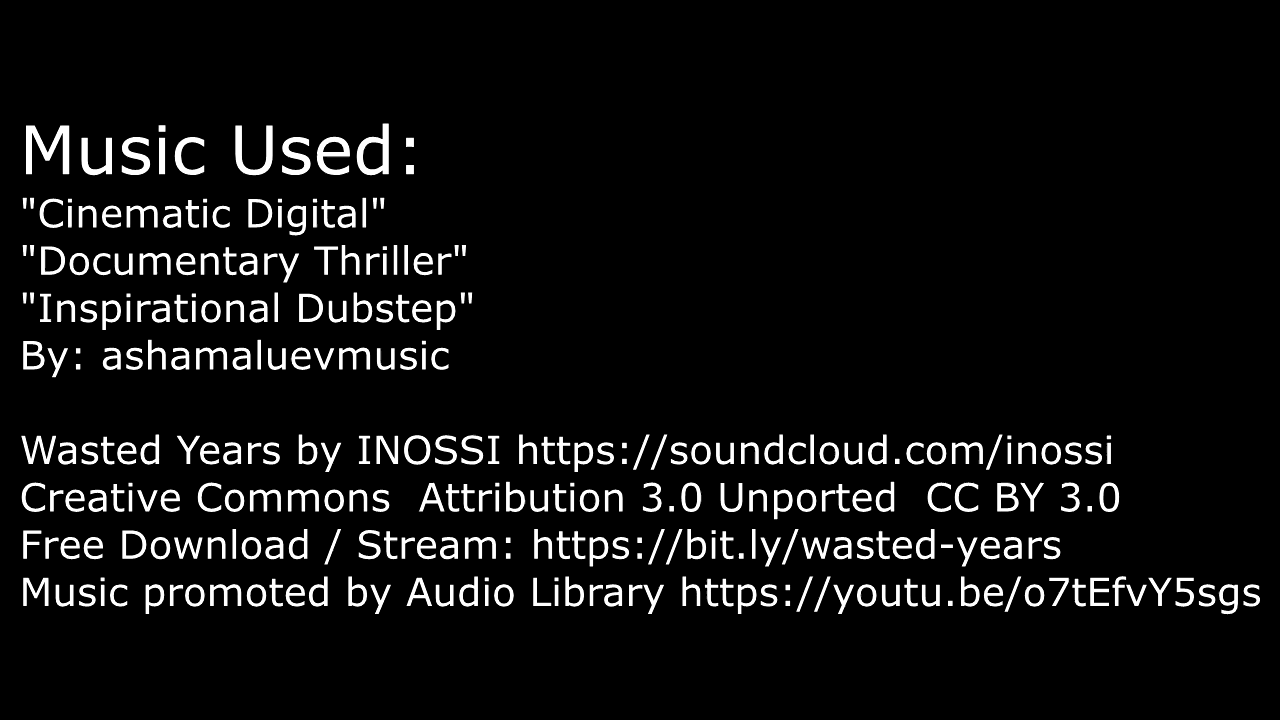 Music Used:
"Cinematic Digital"
"Documentary Thriller"
"Inspirational Dubstep"
By: ashamaluevmusic
Wasted Years by INOSSI https://soundcloud.com/inossi
Creative Commons  Attribution 3.0 Unported  CC BY 3.0
Free Download / Stream: https://bit.ly/wasted-years
Music promoted by Audio Library https://youtu.be/o7tEfvY5sgs